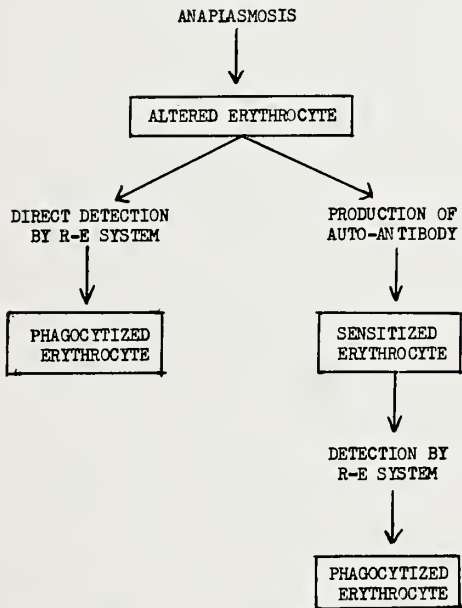 ANAPLASMOSIS
ALTERED ERYTHROCYTE
DIRECT DETECTION
BY R-E SYSTEM
PRODUCTION OF
AUTO-ANTIBODY
PHAGOCYTIZED
ERYTHROCYTE
SENSITIZED
ERYTHROCYTE
DETECTION BY
R-E SYSTEM
PHAGOCYTIZED
ERYTHROCYTE